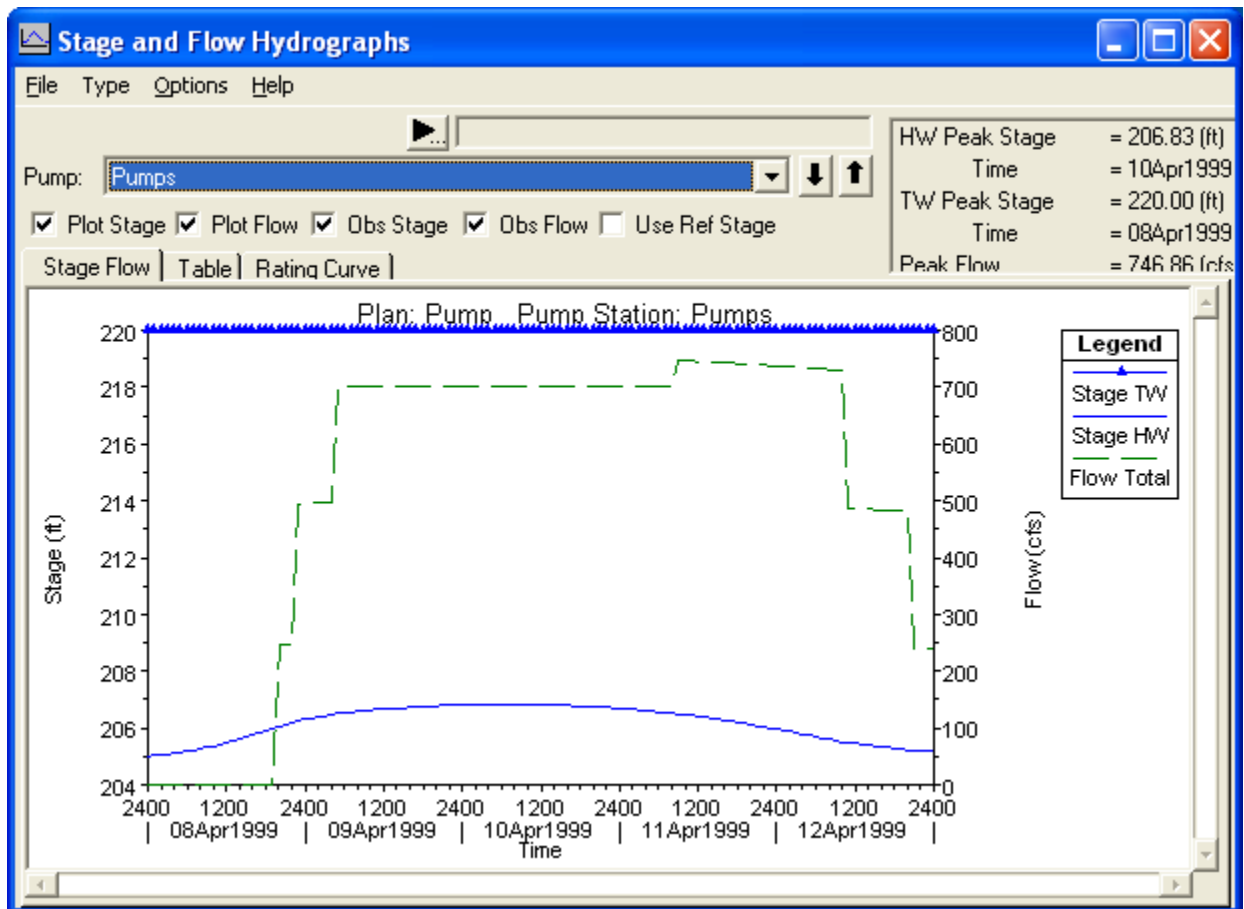 Stage and Flow Hydrographs
File Type Options Help
HW Peak Stage = 206.83 (ft)
Time = 10Apr1999
TW Peak Stage = 220.00 (ft)
Time = 08Apr1999
Peak Flow = 746.86 (cfs
Pump: Pumps
Plot Stage Plot Flow Obs Stage Obs Flow Use Ref Stage
Stage Flow Table Rating Curve
Plan: Pump Pump Station: Pumps
220
218
216
214
212
210
208
206
204
Stage (ft)
800
700
600
500
400
300
200
100
0
Flow (cfs)
2400 1200 2400 1200 2400 1200 2400 1200 2400 1200 2400
| 08Apr1999 | 09Apr1999 | 10Apr1999 | 11Apr1999 | 12Apr1999 |
Time
Legend
Stage TW
Stage HW
Flow Total